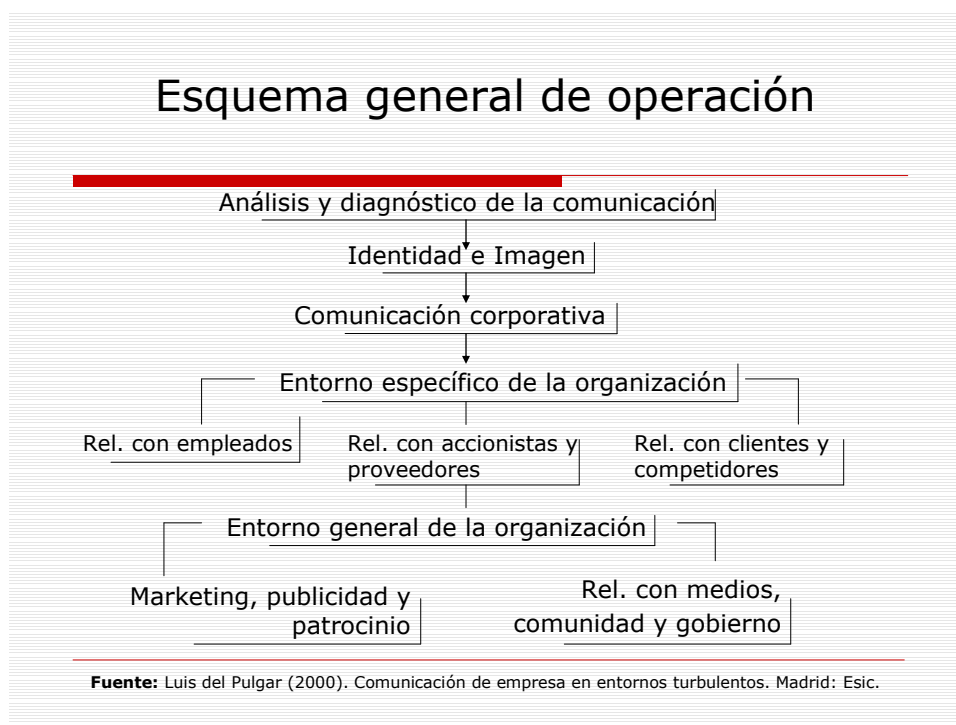 Esquema general de operación
Análisis y diagnóstico de la comunicación
Identidad e Imagen
Comunicación corporativa
Entorno específico de la organización
Rel. con empleados
Rel. con accionistas y
proveedores
Rel. con clientes y
competidores
Entorno general de la organización
Marketing, publicidad y
patrocinio
Rel. con medios,
comunidad y gobierno
Fuente: Luis del Pulgar (2000). Comunicación de empresa en entornos turbulentos. Madrid: Esic.